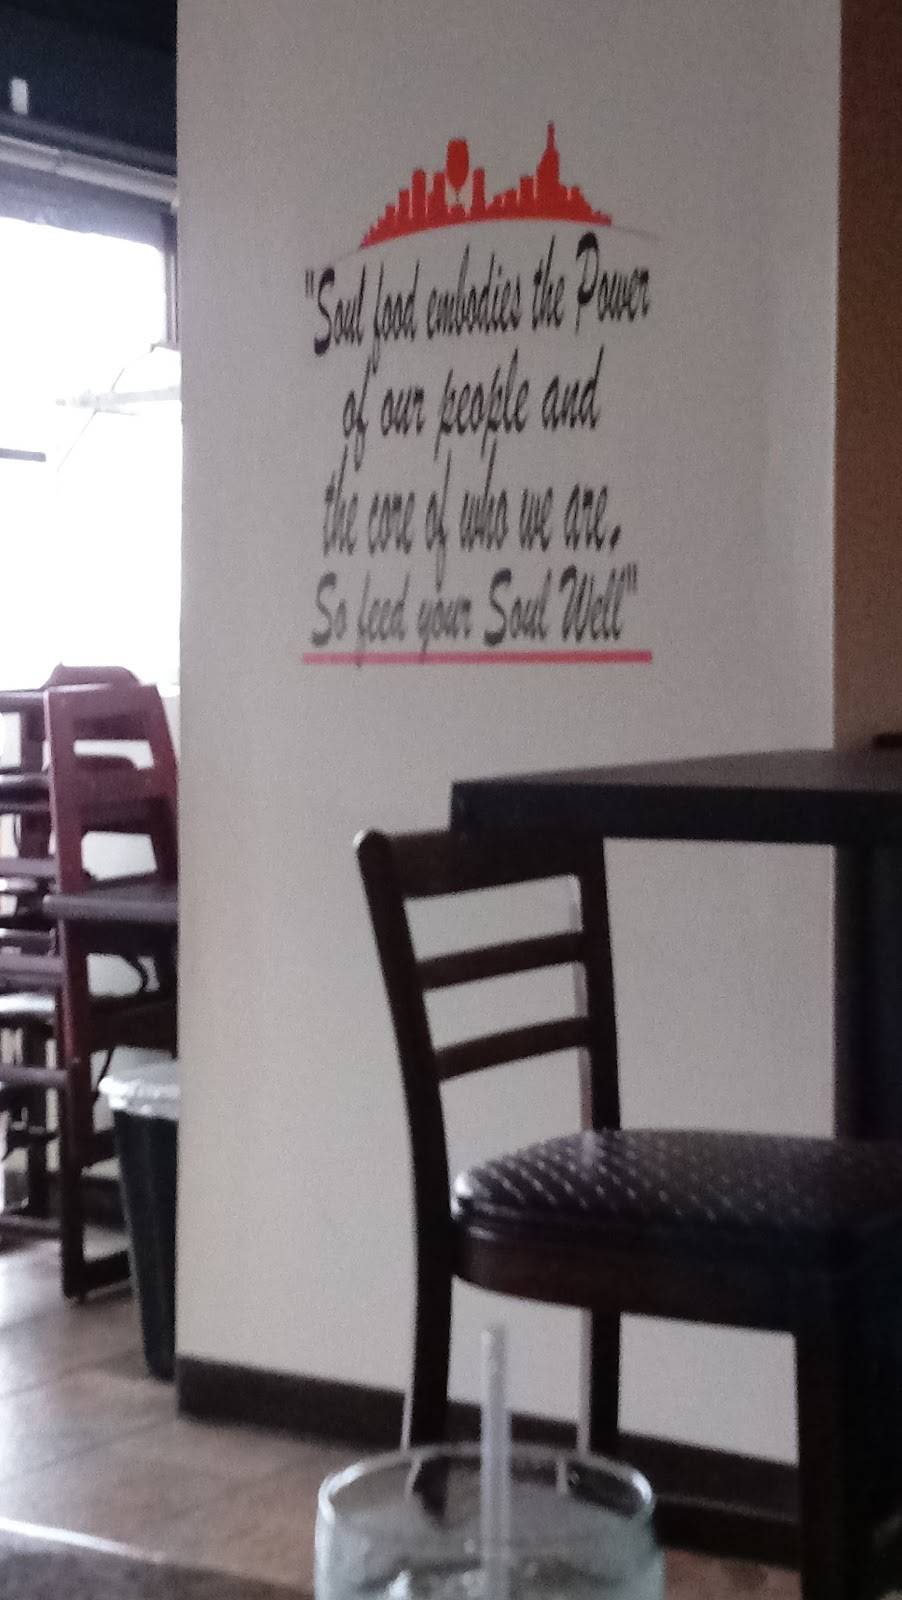 "Soul food embodies the Power
of our people and
the core of who we are.
So feed your Soul Well"